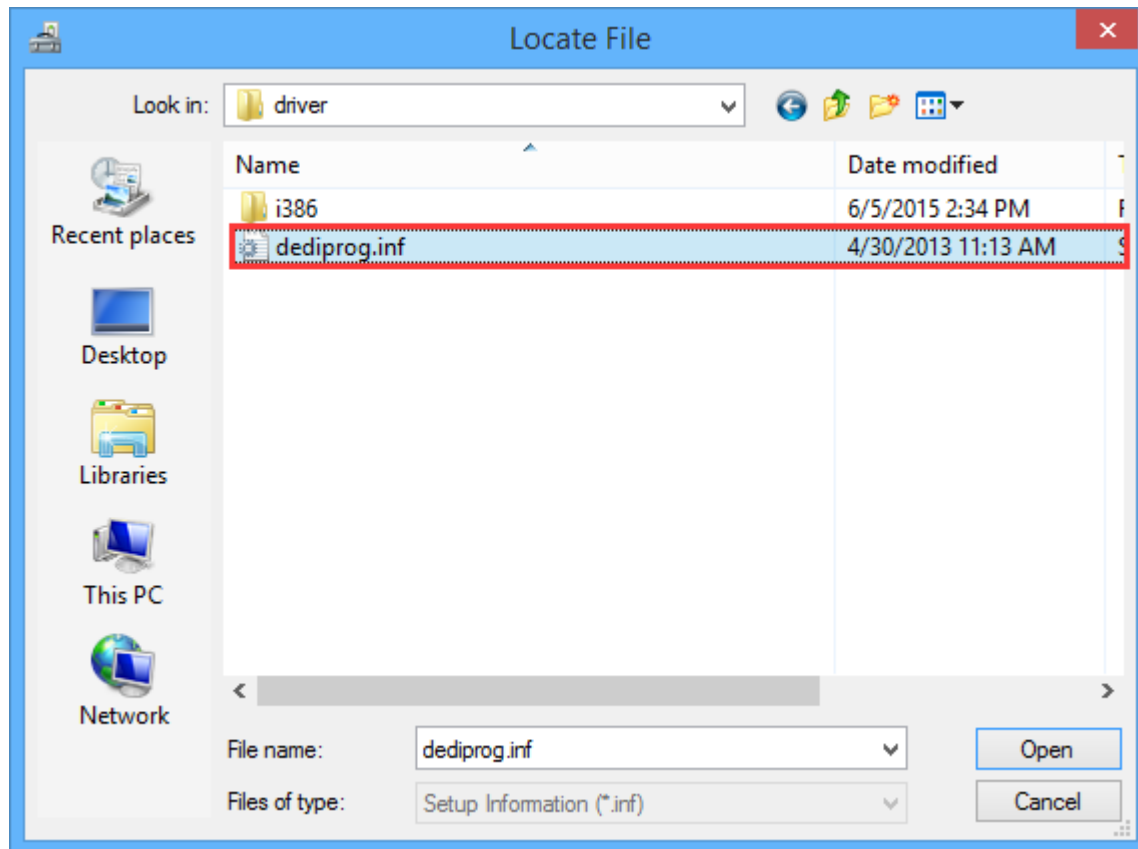 Locate File
Look in: driver
Name Date modified
i386 6/5/2015 2:34 PM
dediprog.inf 4/30/2013 11:13 AM
Recent places
Desktop
Libraries
This PC
Network
File name: dediprog.inf Open
Files of type: Setup Information (*.inf) Cancel